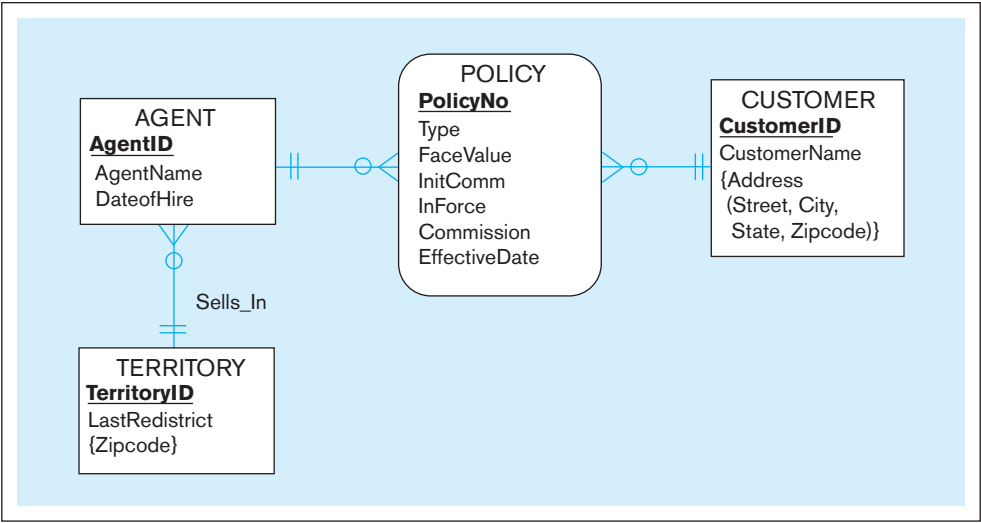 AGENT
AgentID
AgentName
DateofHire
POLICY
PolicyNo
Type
FaceValue
InitComm
InForce
Commission
EffectiveDate
CUSTOMER
CustomerID
CustomerName
{Address
(Street, City,
State, Zipcode)}
Sells_In
TERRITORY
TerritoryID
LastRedistrict
{Zipcode}